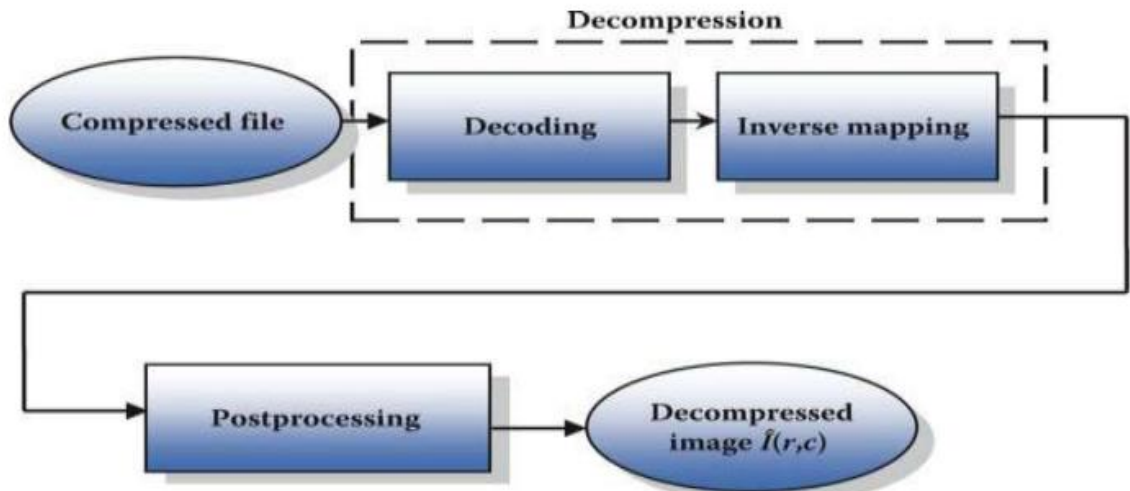 Decompression
Compressed file
Decoding
Inverse mapping
Postprocessing
Decompressed
image Î(r,c)